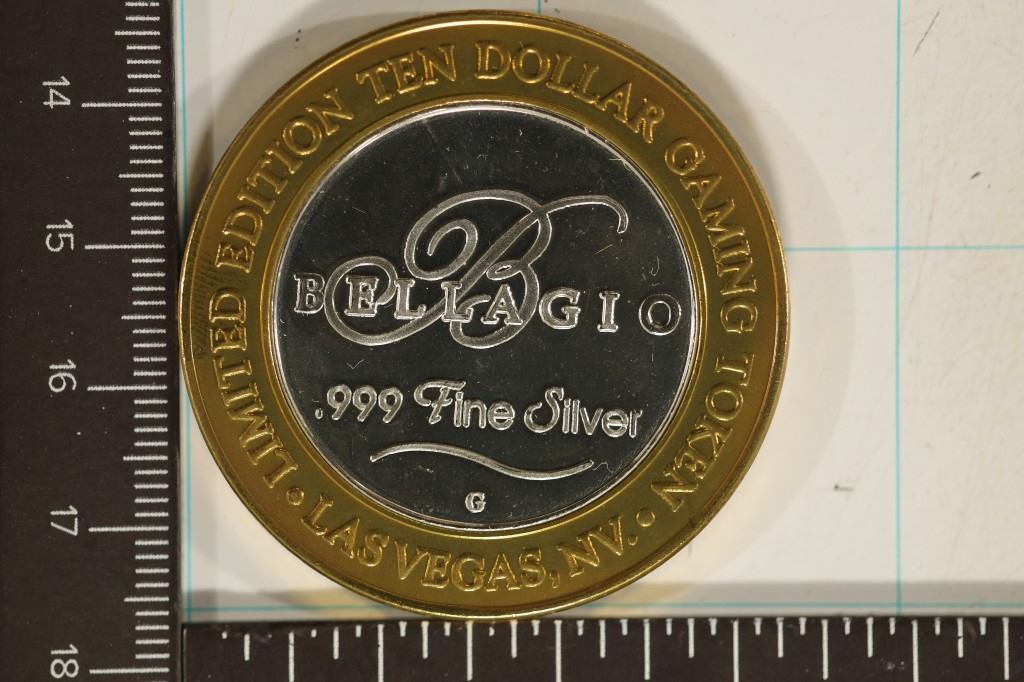 LIMITED EDITION TEN DOLLAR GAMING TOKEN
• LAS VEGAS, NV. •
B
BELLAGIO
.999 Fine Silver
G
14
15
16
17
18